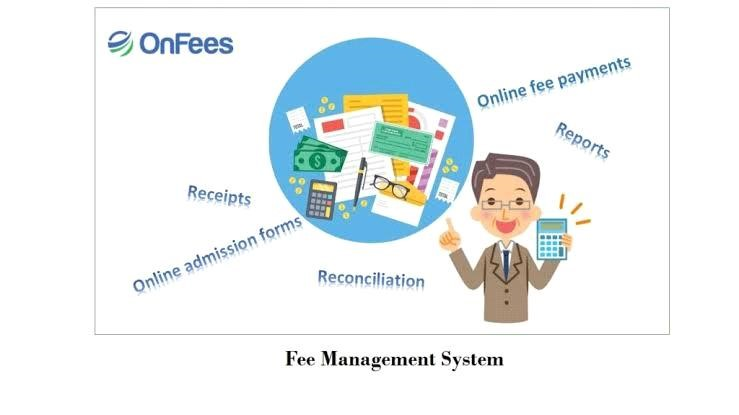 OnFees
Online fee payments
Reports
Receipts
Online admission forms
Reconciliation
Fee Management System